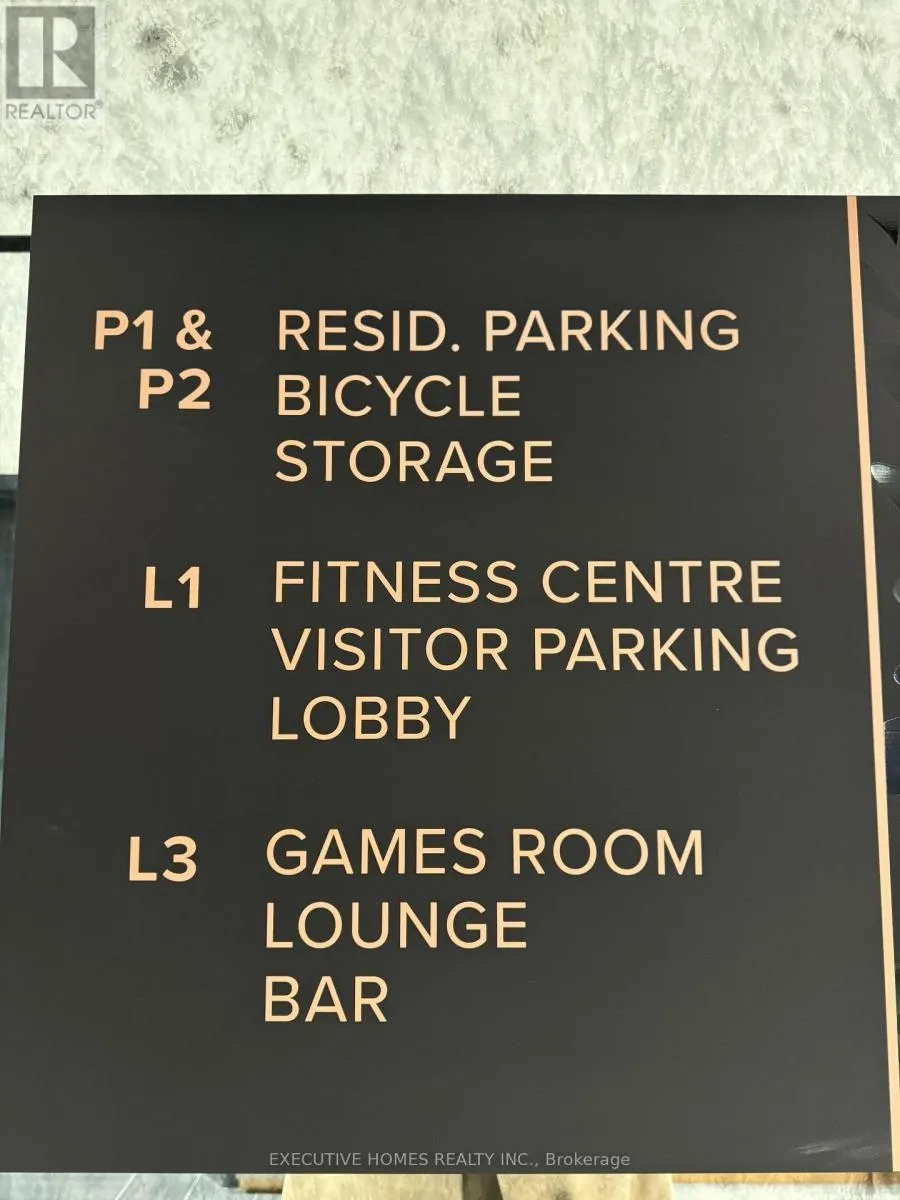 REALTOR®
P1 & RESID. PARKING
P2 BICYCLE
STORAGE
L1 FITNESS CENTRE
VISITOR PARKING
LOBBY
L3 GAMES ROOM
LOUNGE
BAR
EXECUTIVE HOMES REALTY INC., Brokerage